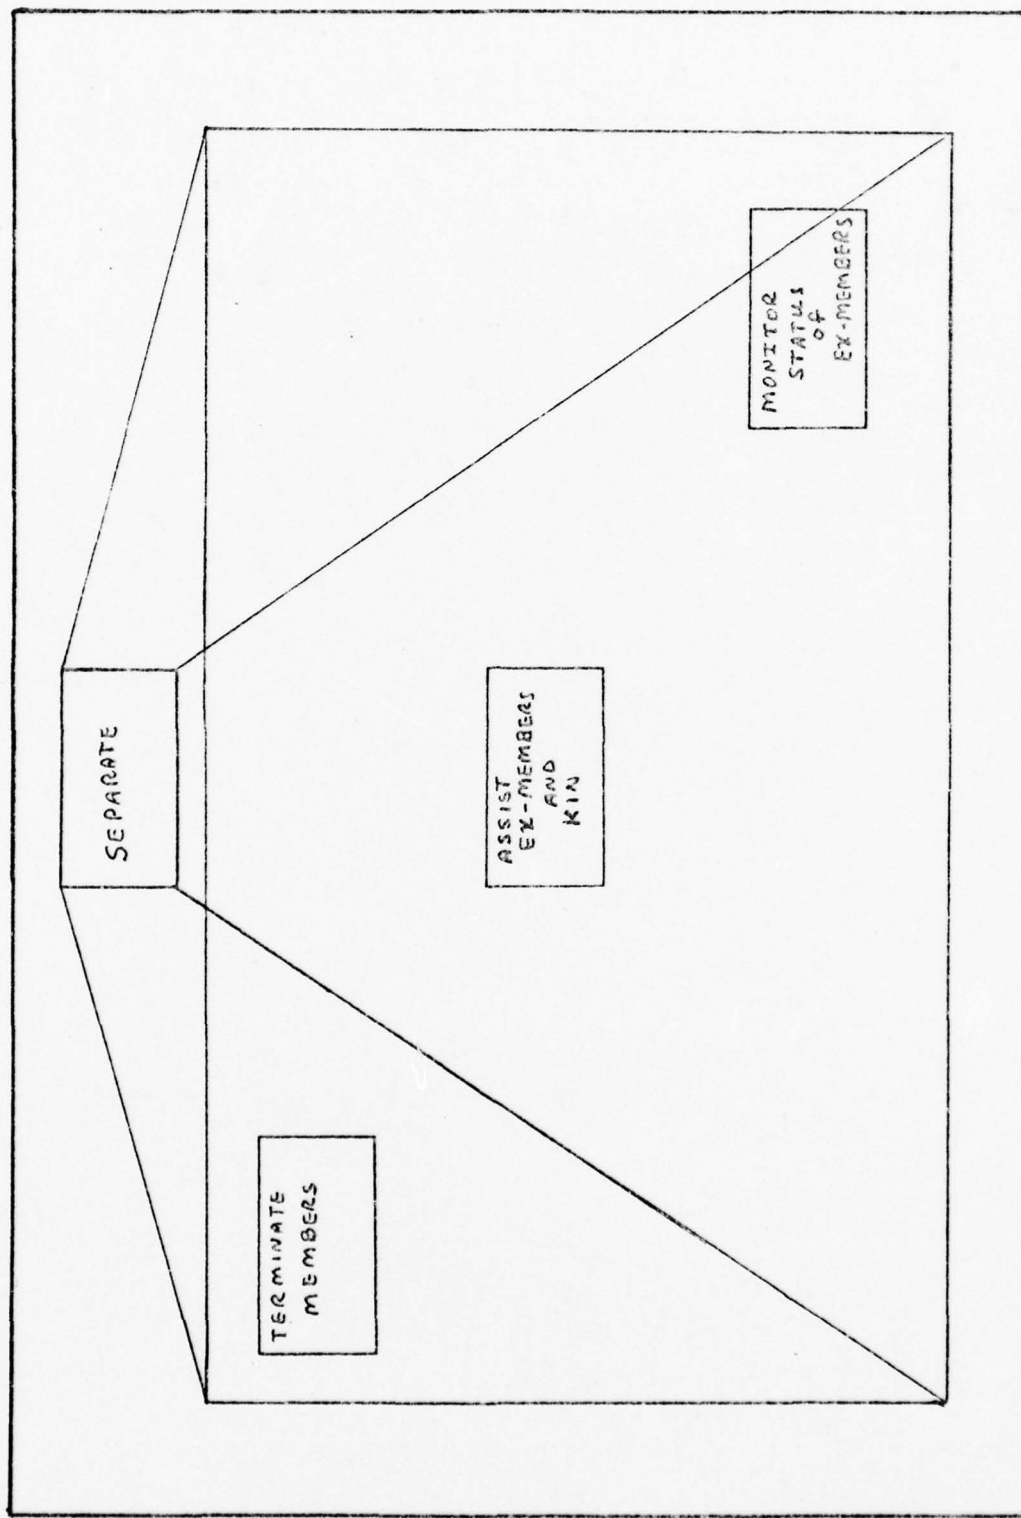 SEPARATE
TERMINATE
MEMBERS
ASSIST
EX-MEMBERS
AND
KIN
MONITOR
STATUS
OF
EX-MEMBERS